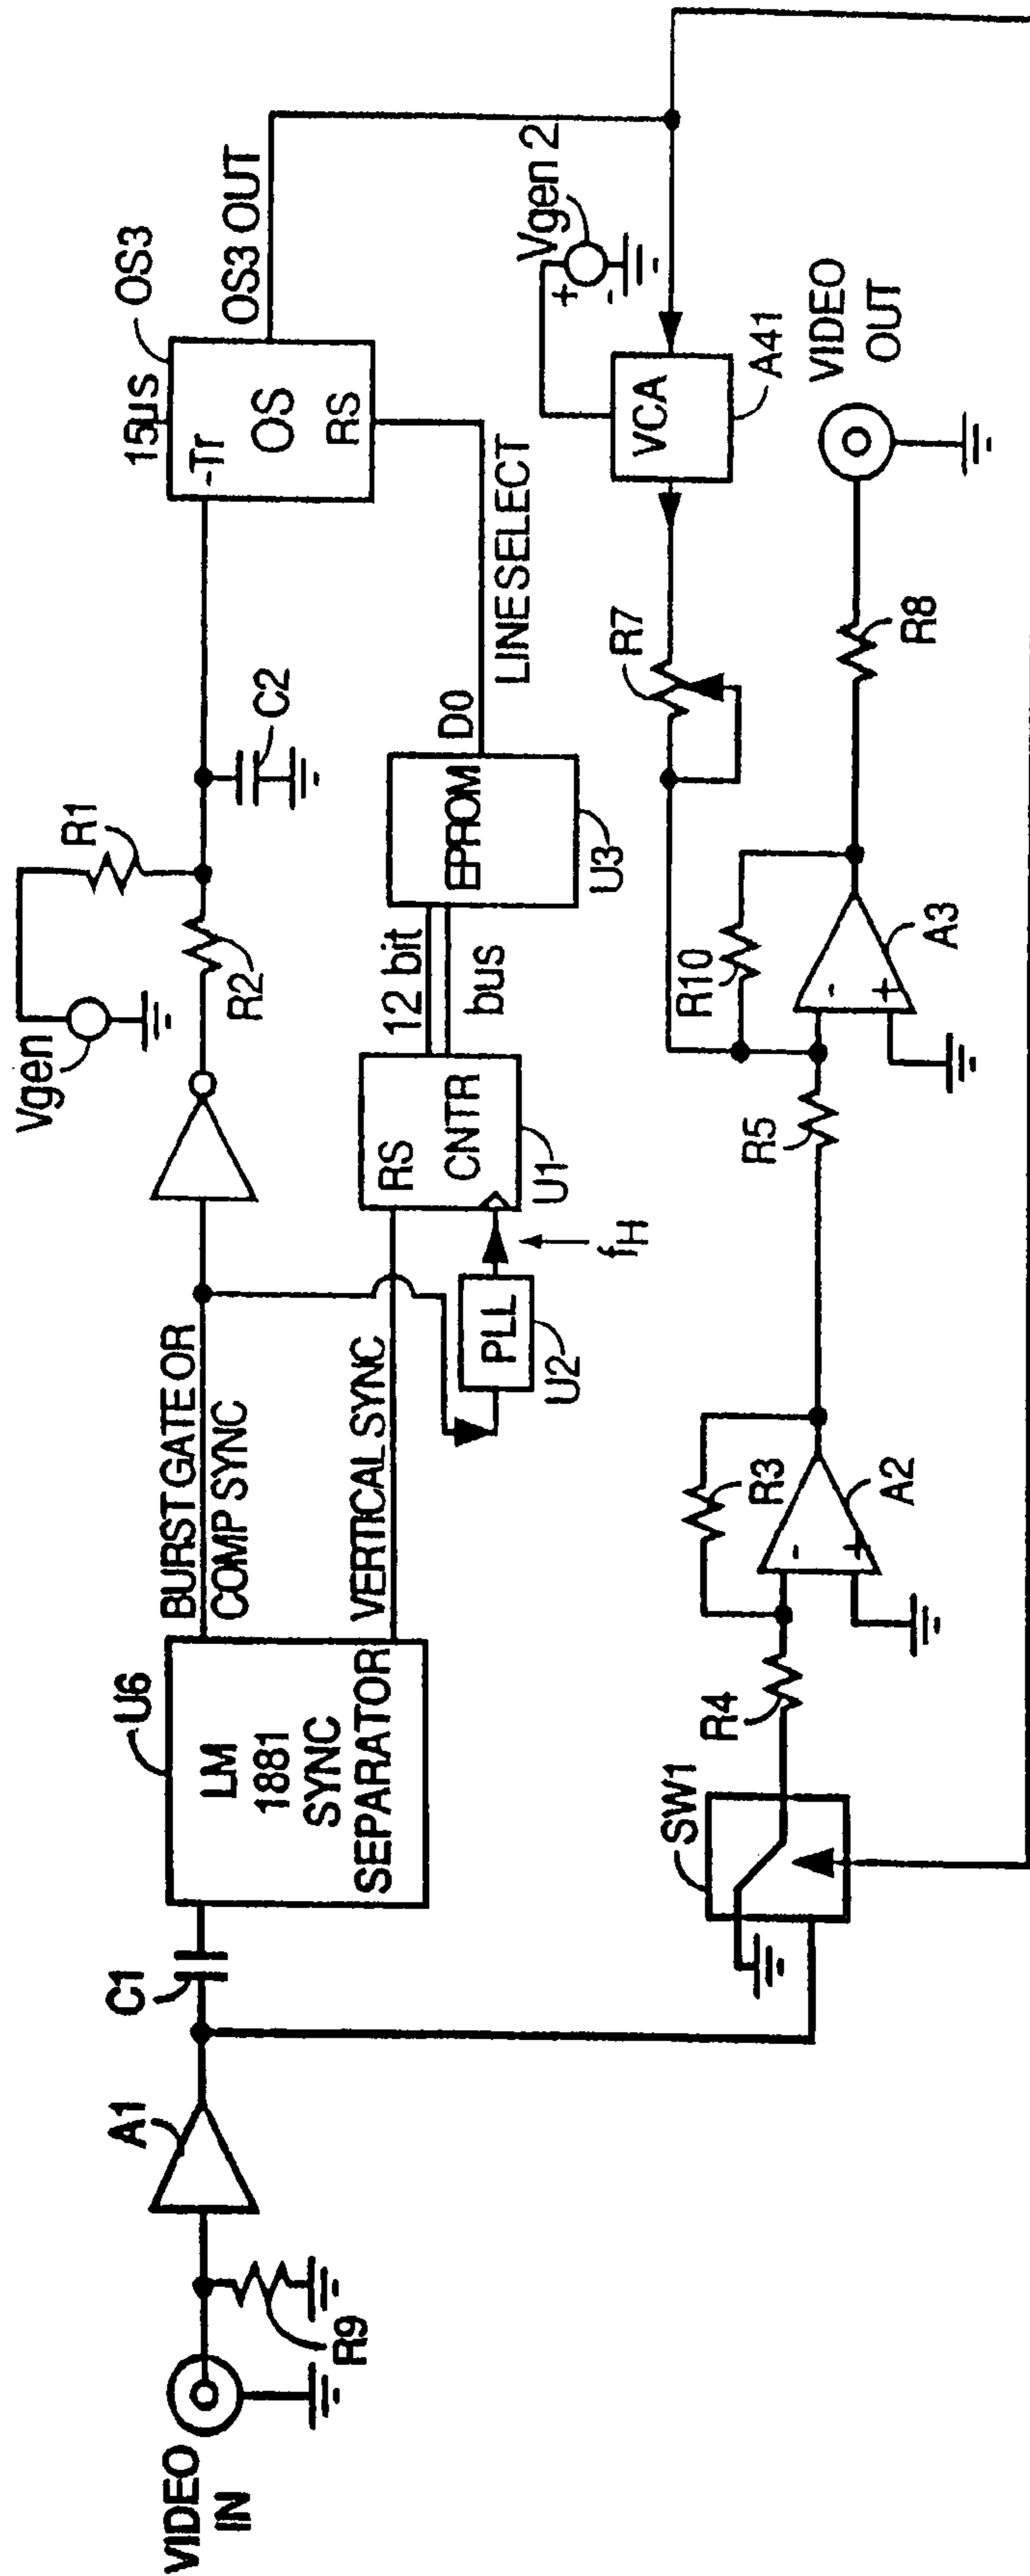 VIDEO
IN
R9
A1
C1
U6
LM
1881
SYNC
SEPARATOR
BURST GATE OR
COMP SYNC
VERTICAL SYNC
PLL
U2
fH
RS
CNTR
U1
12 bit
bus
EPROM
U3
D0
LINESELECT
Vgen
R1
R2
C2
15µs
OS3
-Tr
OS
RS
OS3 OUT
Vgen 2
+
-
VCA
A41
R7
SW1
R4
R3
-
+
A2
R5
R10
-
+
A3
R8
VIDEO
OUT